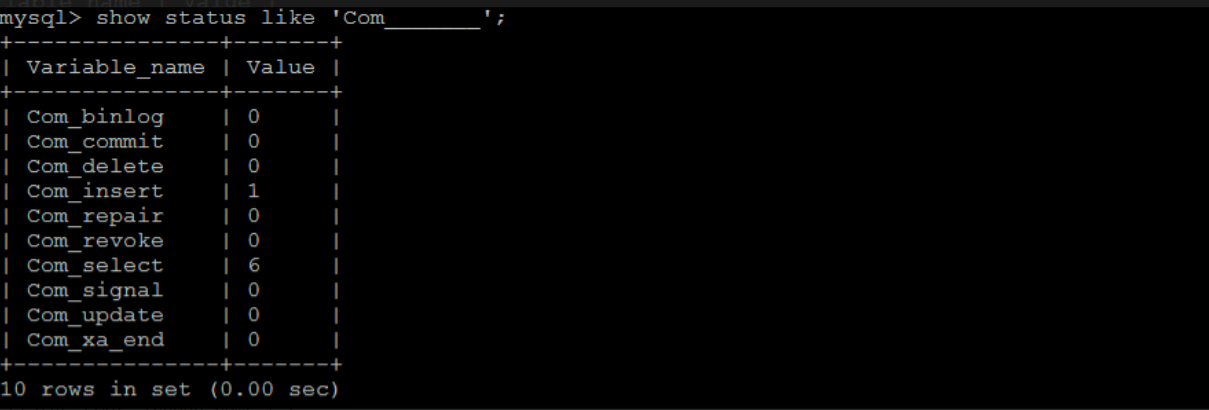 mysql> show status like 'Com_______';
+---------------+-------+
| Variable_name | Value |
+---------------+-------+
| Com_binlog    | 0     |
| Com_commit    | 0     |
| Com_delete    | 0     |
| Com_insert    | 1     |
| Com_repair    | 0     |
| Com_revoke    | 0     |
| Com_select    | 6     |
| Com_signal    | 0     |
| Com_update    | 0     |
| Com_xa_end    | 0     |
+---------------+-------+
10 rows in set (0.00 sec)